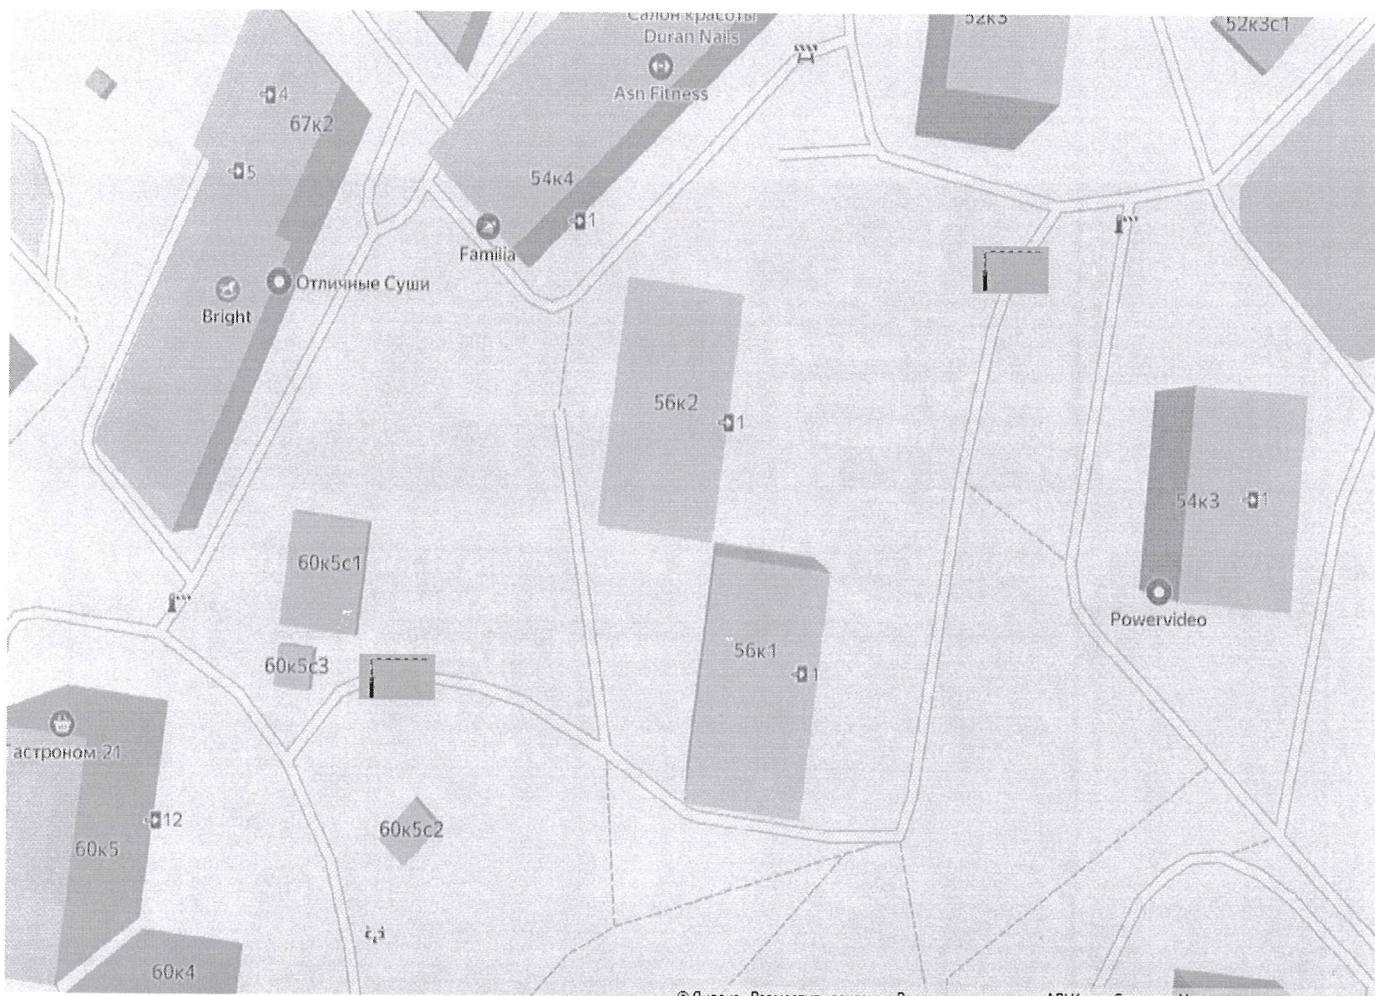 Салон красоты
Duran Nails
Asn Fitness
52к3
52к3с1
4
67к2
5
54к4
1
Familia
Отличные Суши
Bright
56к2
1
54к3
1
60к5с1
Powervideo
60к5с3
56к1
1
Гастроном 21
12
60к5с2
60к5
60к4